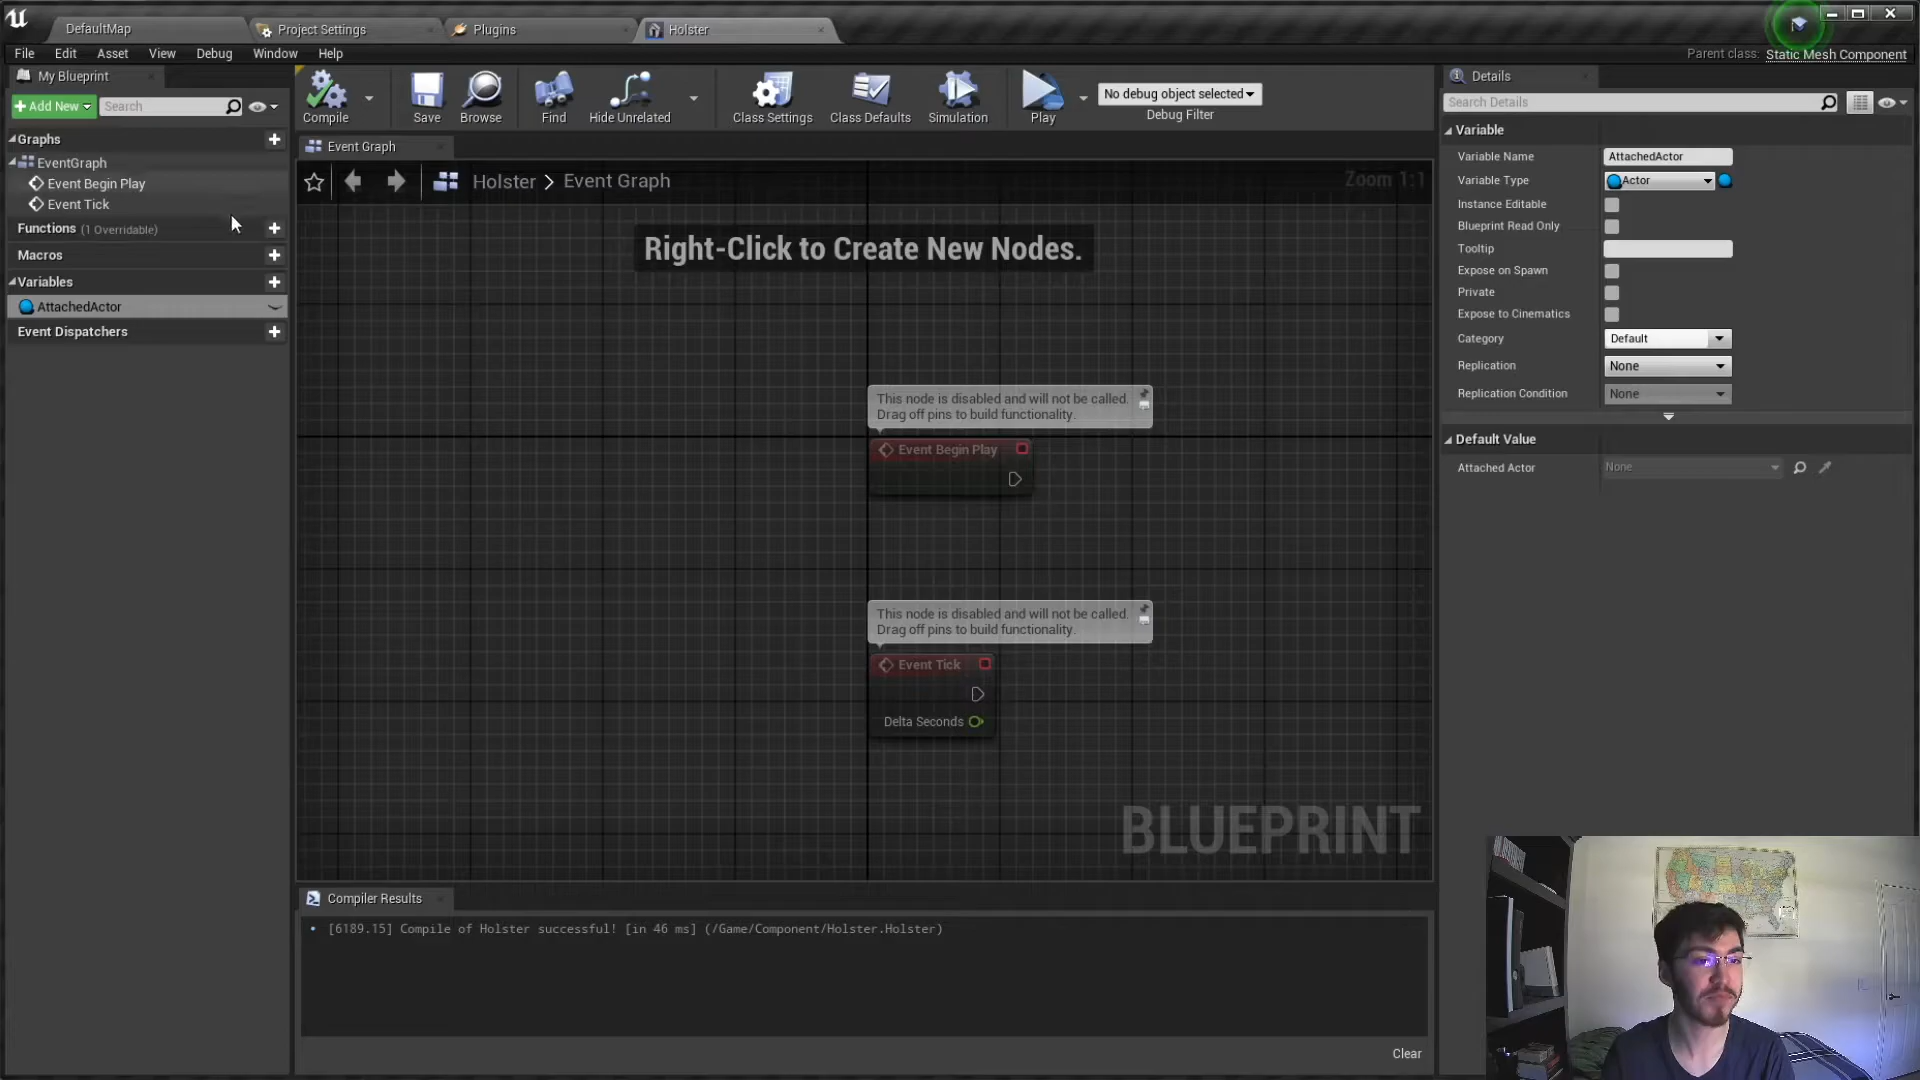 DefaultMap
Project Settings
Plugins
Holster
File Edit Asset View Debug Window Help
Parent class: Static Mesh Component
My Blueprint
Add New
Search
Graphs
EventGraph
Event Begin Play
Event Tick
Functions (1 Overridable)
Macros
Variables
AttachedActor
Event Dispatchers
Compile
Save
Browse
Find
Hide Unrelated
Class Settings
Class Defaults
Simulation
Play
No debug object selected
Debug Filter
Event Graph
Holster > Event Graph
Zoom 1:1
Right-Click to Create New Nodes.
This node is disabled and will not be called.
Drag off pins to build functionality.
Event Begin Play
This node is disabled and will not be called.
Drag off pins to build functionality.
Event Tick
Delta Seconds
BLUEPRINT
Compiler Results
[6189.15] Compile of Holster successful! [in 46 ms] (/Game/Component/Holster.Holster)
Clear
Details
Search Details
Variable
Variable Name AttachedActor
Variable Type Actor
Instance Editable
Blueprint Read Only
Tooltip
Expose on Spawn
Private
Expose to Cinematics
Category Default
Replication None
Replication Condition None
Default Value
Attached Actor None